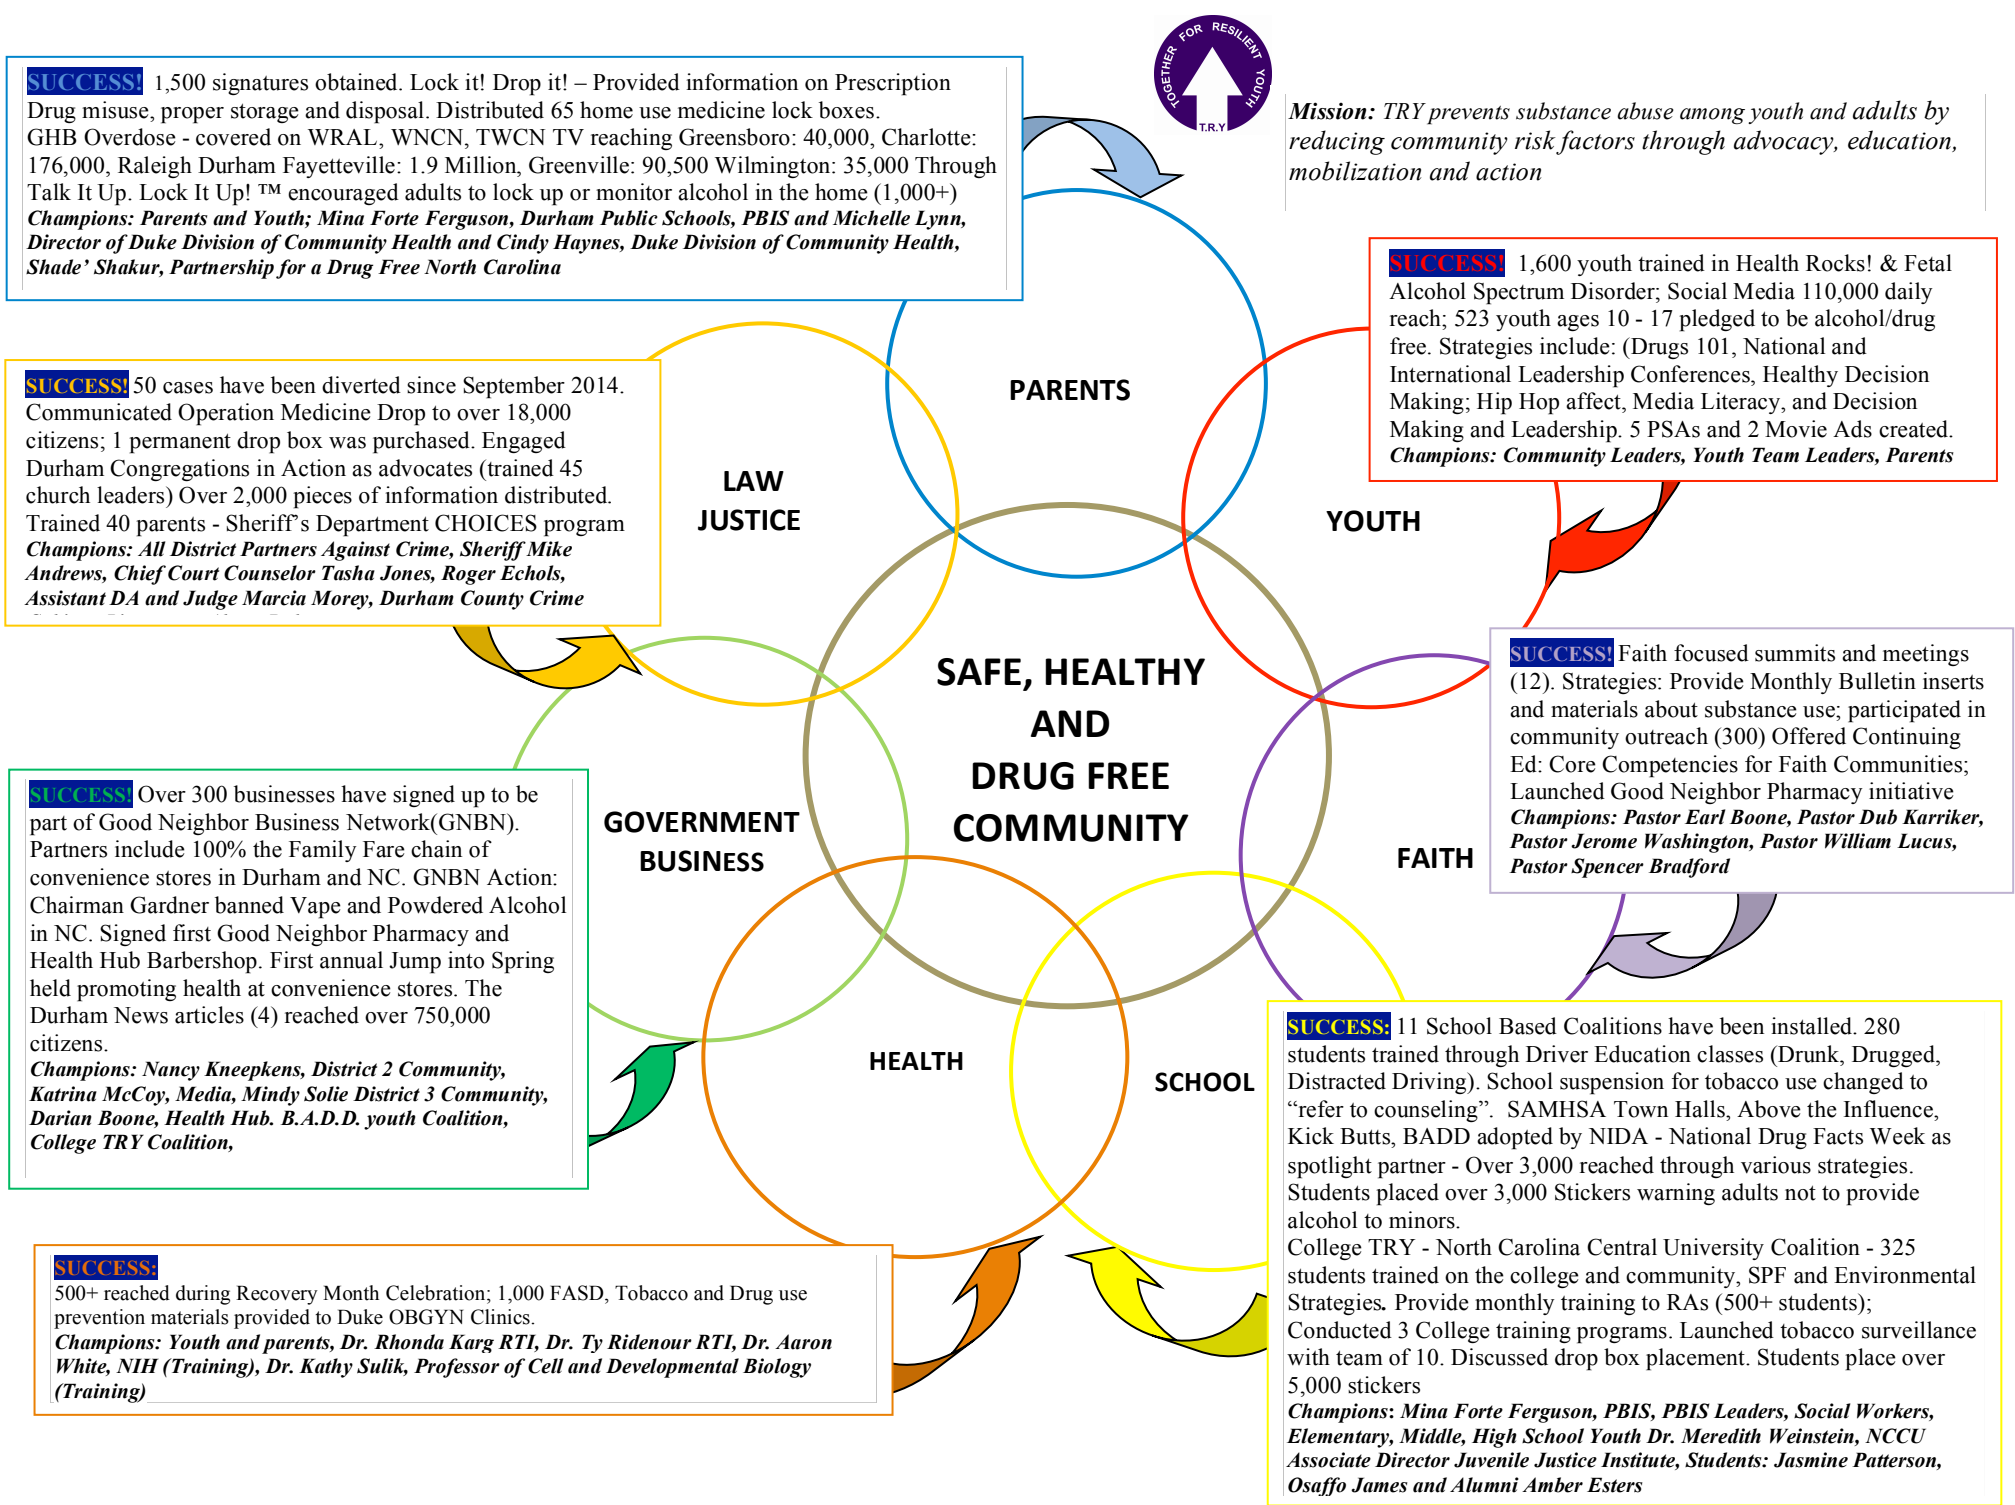 TOGETHER FOR RESILIENT YOUTH
T.R.Y
Mission: TRY prevents substance abuse among youth and adults by
reducing community risk factors through advocacy, education,
mobilization and action
SUCCESS! 1,500 signatures obtained. Lock it! Drop it! – Provided information on Prescription
Drug misuse, proper storage and disposal. Distributed 65 home use medicine lock boxes.
GHB Overdose - covered on WRAL, WNCN, TWCN TV reaching Greensboro: 40,000, Charlotte:
176,000, Raleigh Durham Fayetteville: 1.9 Million, Greenville: 90,500 Wilmington: 35,000 Through
Talk It Up. Lock It Up! ™ encouraged adults to lock up or monitor alcohol in the home (1,000+)
Champions: Parents and Youth; Mina Forte Ferguson, Durham Public Schools, PBIS and Michelle Lynn,
Director of Duke Division of Community Health and Cindy Haynes, Duke Division of Community Health,
Shade’ Shakur, Partnership for a Drug Free North Carolina
SUCCESS! 1,600 youth trained in Health Rocks! & Fetal
Alcohol Spectrum Disorder; Social Media 110,000 daily
reach; 523 youth ages 10 - 17 pledged to be alcohol/drug
free. Strategies include: (Drugs 101, National and
International Leadership Conferences, Healthy Decision
Making; Hip Hop affect, Media Literacy, and Decision
Making and Leadership. 5 PSAs and 2 Movie Ads created.
Champions: Community Leaders, Youth Team Leaders, Parents
SUCCESS! 50 cases have been diverted since September 2014.
Communicated Operation Medicine Drop to over 18,000
citizens; 1 permanent drop box was purchased. Engaged
Durham Congregations in Action as advocates (trained 45
church leaders) Over 2,000 pieces of information distributed.
Trained 40 parents - Sheriff’s Department CHOICES program
Champions: All District Partners Against Crime, Sheriff Mike
Andrews, Chief Court Counselor Tasha Jones, Roger Echols,
Assistant DA and Judge Marcia Morey, Durham County Crime
PARENTS
LAW
JUSTICE
YOUTH
SAFE, HEALTHY
AND
DRUG FREE
COMMUNITY
GOVERNMENT
BUSINESS
FAITH
HEALTH
SCHOOL
SUCCESS! Faith focused summits and meetings
(12). Strategies: Provide Monthly Bulletin inserts
and materials about substance use; participated in
community outreach (300) Offered Continuing
Ed: Core Competencies for Faith Communities;
Launched Good Neighbor Pharmacy initiative
Champions: Pastor Earl Boone, Pastor Dub Karriker,
Pastor Jerome Washington, Pastor William Lucus,
Pastor Spencer Bradford
SUCCESS! Over 300 businesses have signed up to be
part of Good Neighbor Business Network(GNBN).
Partners include 100% the Family Fare chain of
convenience stores in Durham and NC. GNBN Action:
Chairman Gardner banned Vape and Powdered Alcohol
in NC. Signed first Good Neighbor Pharmacy and
Health Hub Barbershop. First annual Jump into Spring
held promoting health at convenience stores. The
Durham News articles (4) reached over 750,000
citizens.
Champions: Nancy Kneepkens, District 2 Community,
Katrina McCoy, Media, Mindy Solie District 3 Community,
Darian Boone, Health Hub. B.A.D.D. youth Coalition,
College TRY Coalition,
SUCCESS: 11 School Based Coalitions have been installed. 280
students trained through Driver Education classes (Drunk, Drugged,
Distracted Driving). School suspension for tobacco use changed to
“refer to counseling”. SAMHSA Town Halls, Above the Influence,
Kick Butts, BADD adopted by NIDA - National Drug Facts Week as
spotlight partner - Over 3,000 reached through various strategies.
Students placed over 3,000 Stickers warning adults not to provide
alcohol to minors.
College TRY - North Carolina Central University Coalition - 325
students trained on the college and community, SPF and Environmental
Strategies. Provide monthly training to RAs (500+ students);
Conducted 3 College training programs. Launched tobacco surveillance
with team of 10. Discussed drop box placement. Students place over
5,000 stickers
Champions: Mina Forte Ferguson, PBIS, PBIS Leaders, Social Workers,
Elementary, Middle, High School Youth Dr. Meredith Weinstein, NCCU
Associate Director Juvenile Justice Institute, Students: Jasmine Patterson,
Osaffo James and Alumni Amber Esters
SUCCESS:
500+ reached during Recovery Month Celebration; 1,000 FASD, Tobacco and Drug use
prevention materials provided to Duke OBGYN Clinics.
Champions: Youth and parents, Dr. Rhonda Karg RTI, Dr. Ty Ridenour RTI, Dr. Aaron
White, NIH (Training), Dr. Kathy Sulik, Professor of Cell and Developmental Biology
(Training)